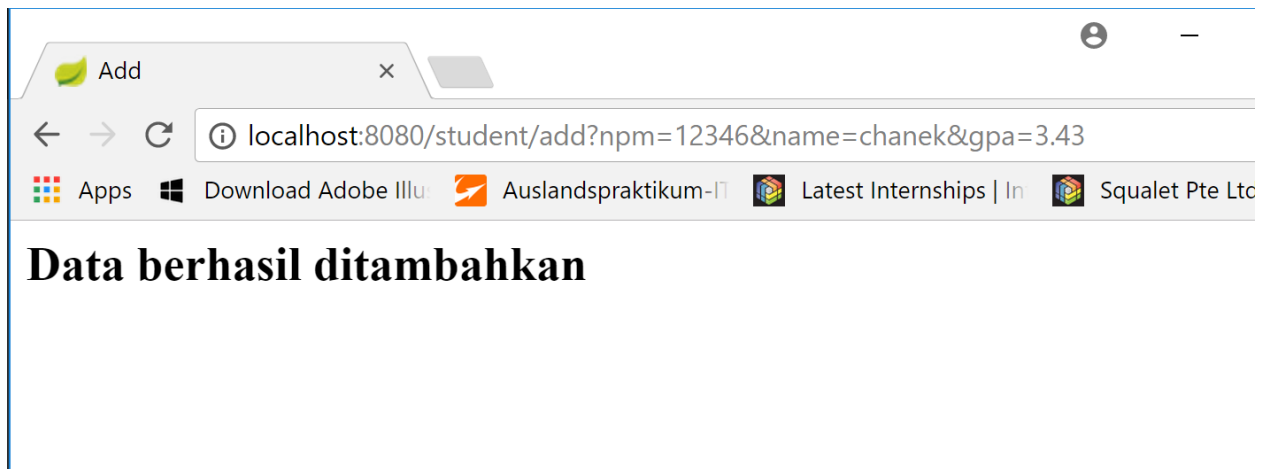 Add
localhost:8080/student/add?npm=12346&name=chanek&gpa=3.43
Apps Download Adobe Illu Auslandspraktikum-IT Latest Internships | In Squalet Pte Ltd
Data berhasil ditambahkan